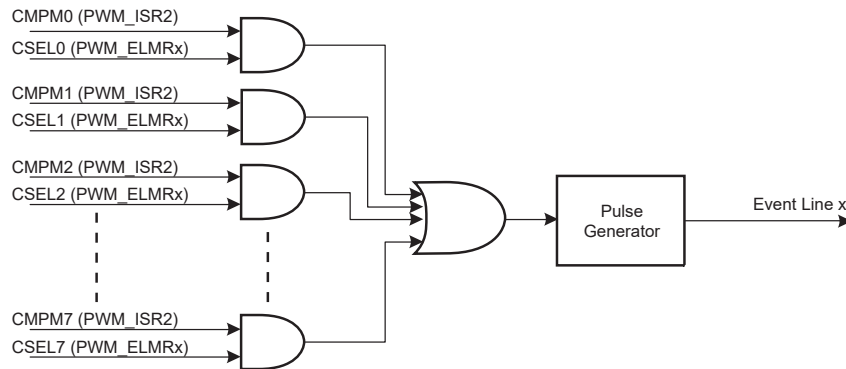 CMPM0 (PWM_ISR2)
CSEL0 (PWM_ELMRx)
CMPM1 (PWM_ISR2)
CSEL1 (PWM_ELMRx)
CMPM2 (PWM_ISR2)
CSEL2 (PWM_ELMRx)
Pulse
Generator
Event Line x
CMPM7 (PWM_ISR2)
CSEL7 (PWM_ELMRx)